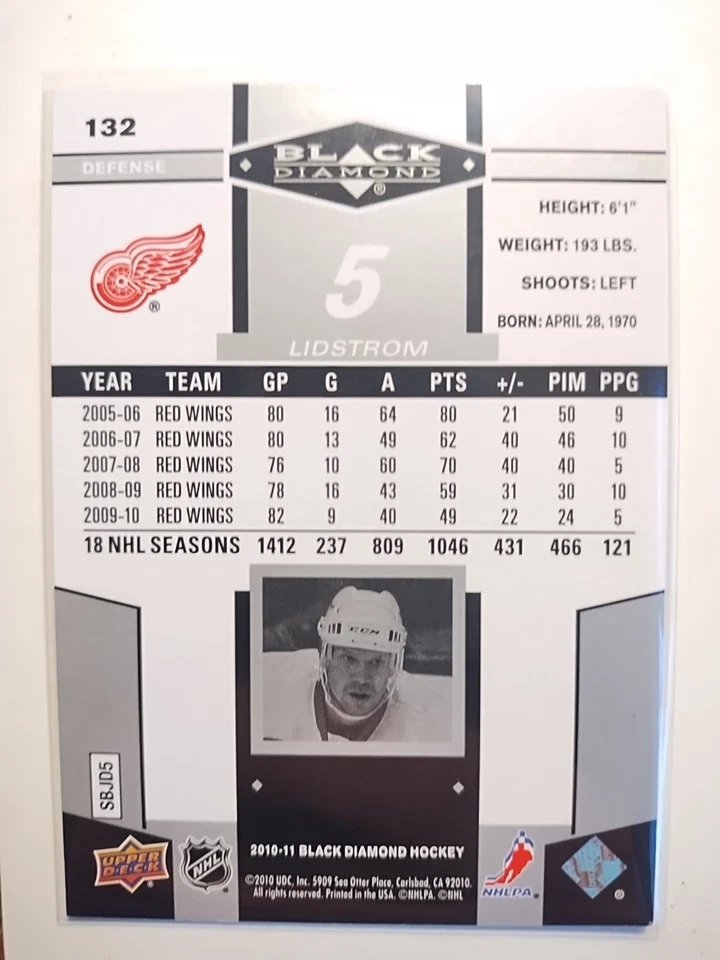 132
DEFENSE
BLACK
DIAMOND
®
HEIGHT: 6'1"
WEIGHT: 193 LBS.
SHOOTS: LEFT
BORN: APRIL 28, 1970
®
5
LIDSTROM
YEAR TEAM GP G A PTS +/- PIM PPG
2005-06 RED WINGS 80 16 64 80 21 50 9
2006-07 RED WINGS 80 13 49 62 40 46 10
2007-08 RED WINGS 76 10 60 70 40 40 5
2008-09 RED WINGS 78 16 43 59 31 30 10
2009-10 RED WINGS 82 9 40 49 22 24 5
18 NHL SEASONS 1412 237 809 1046 431 466 121
CCM
SBJD5
UPPER
DECK
NHL
2010-11 BLACK DIAMOND HOCKEY
©2010 UDC, Inc. 5909 Sea Otter Place, Carlsbad, CA 92010.
All rights reserved. Printed in the USA. ©NHLPA. ©NHL
NHLPA